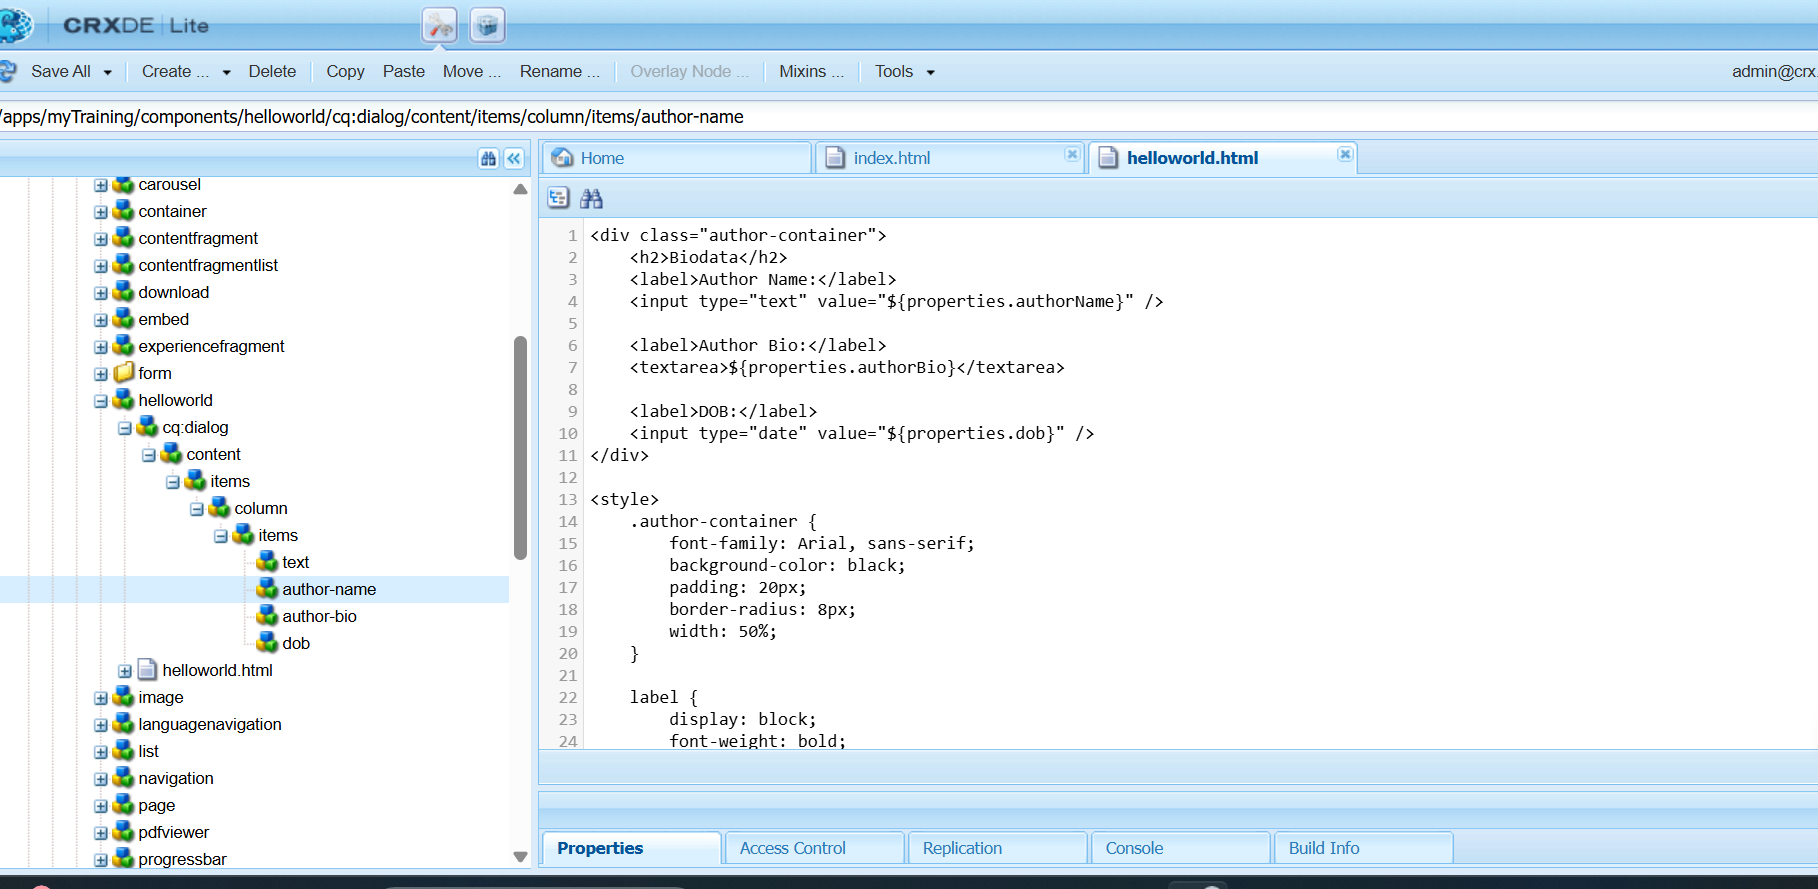 CRXDE | Lite
Save All Create ... Delete Copy Paste Move ... Rename ... Overlay Node ... Mixins ... Tools admin@crx
/apps/myTraining/components/helloworld/cq:dialog/content/items/column/items/author-name
carousel
container
contentfragment
contentfragmentlist
download
embed
experiencefragment
form
helloworld
cq:dialog
content
items
column
items
text
author-name
author-bio
dob
helloworld.html
image
languagenavigation
list
navigation
page
pdfviewer
progressbar
Home index.html helloworld.html
1 <div class="author-container">
2 <h2>Biodata</h2>
3 <label>Author Name:</label>
4 <input type="text" value="${properties.authorName}" />
5
6 <label>Author Bio:</label>
7 <textarea>${properties.authorBio}</textarea>
8
9 <label>DOB:</label>
10 <input type="date" value="${properties.dob}" />
11 </div>
12
13 <style>
14 .author-container {
15 font-family: Arial, sans-serif;
16 background-color: black;
17 padding: 20px;
18 border-radius: 8px;
19 width: 50%;
20 }
21
22 label {
23 display: block;
24 font-weight: bold;
Properties Access Control Replication Console Build Info